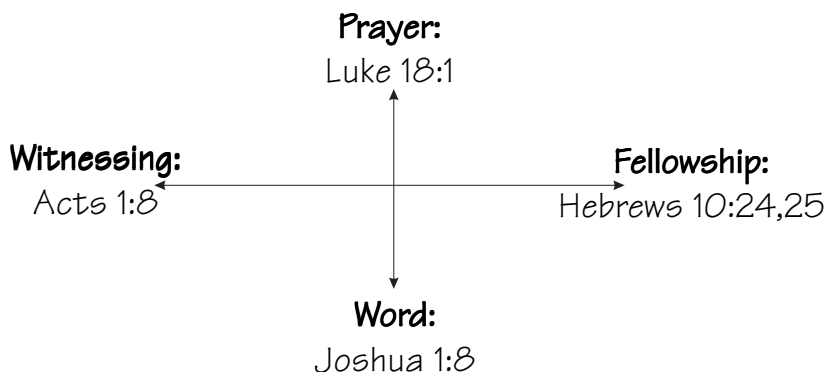 Prayer:
Luke 18:1
Witnessing:
Acts 1:8
Fellowship:
Hebrews 10:24,25
Word:
Joshua 1:8